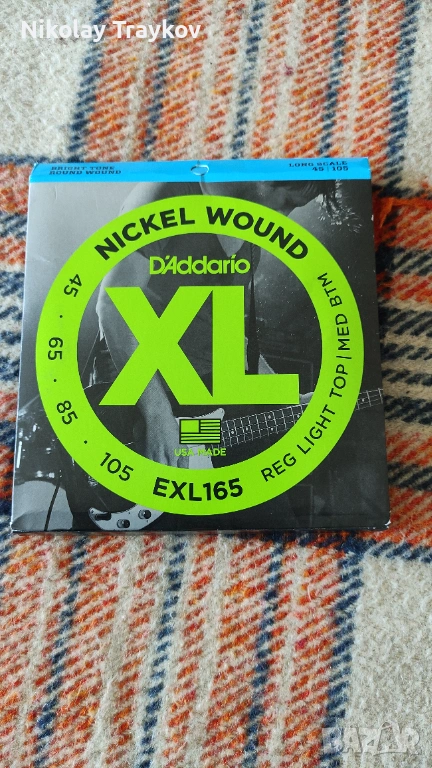 Nikolay Traykov
BRIGHT TONE
ROUND WOUND
LONG SCALE
45 - 105
NICKEL WOUND
D'Addario
XL
USA MADE
45 · 65 · 85 · 105
EXL165
REG LIGHT TOP | MED BTM
BAZAR